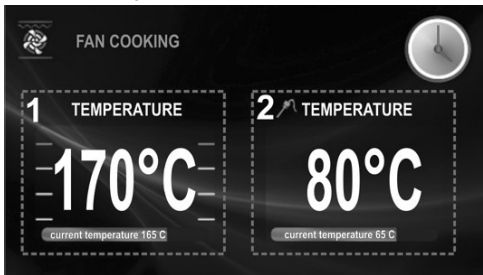 FAN COOKING
1 TEMPERATURE
170°C
current temperature 165 C
2 TEMPERATURE
80°C
current temperature 65 C